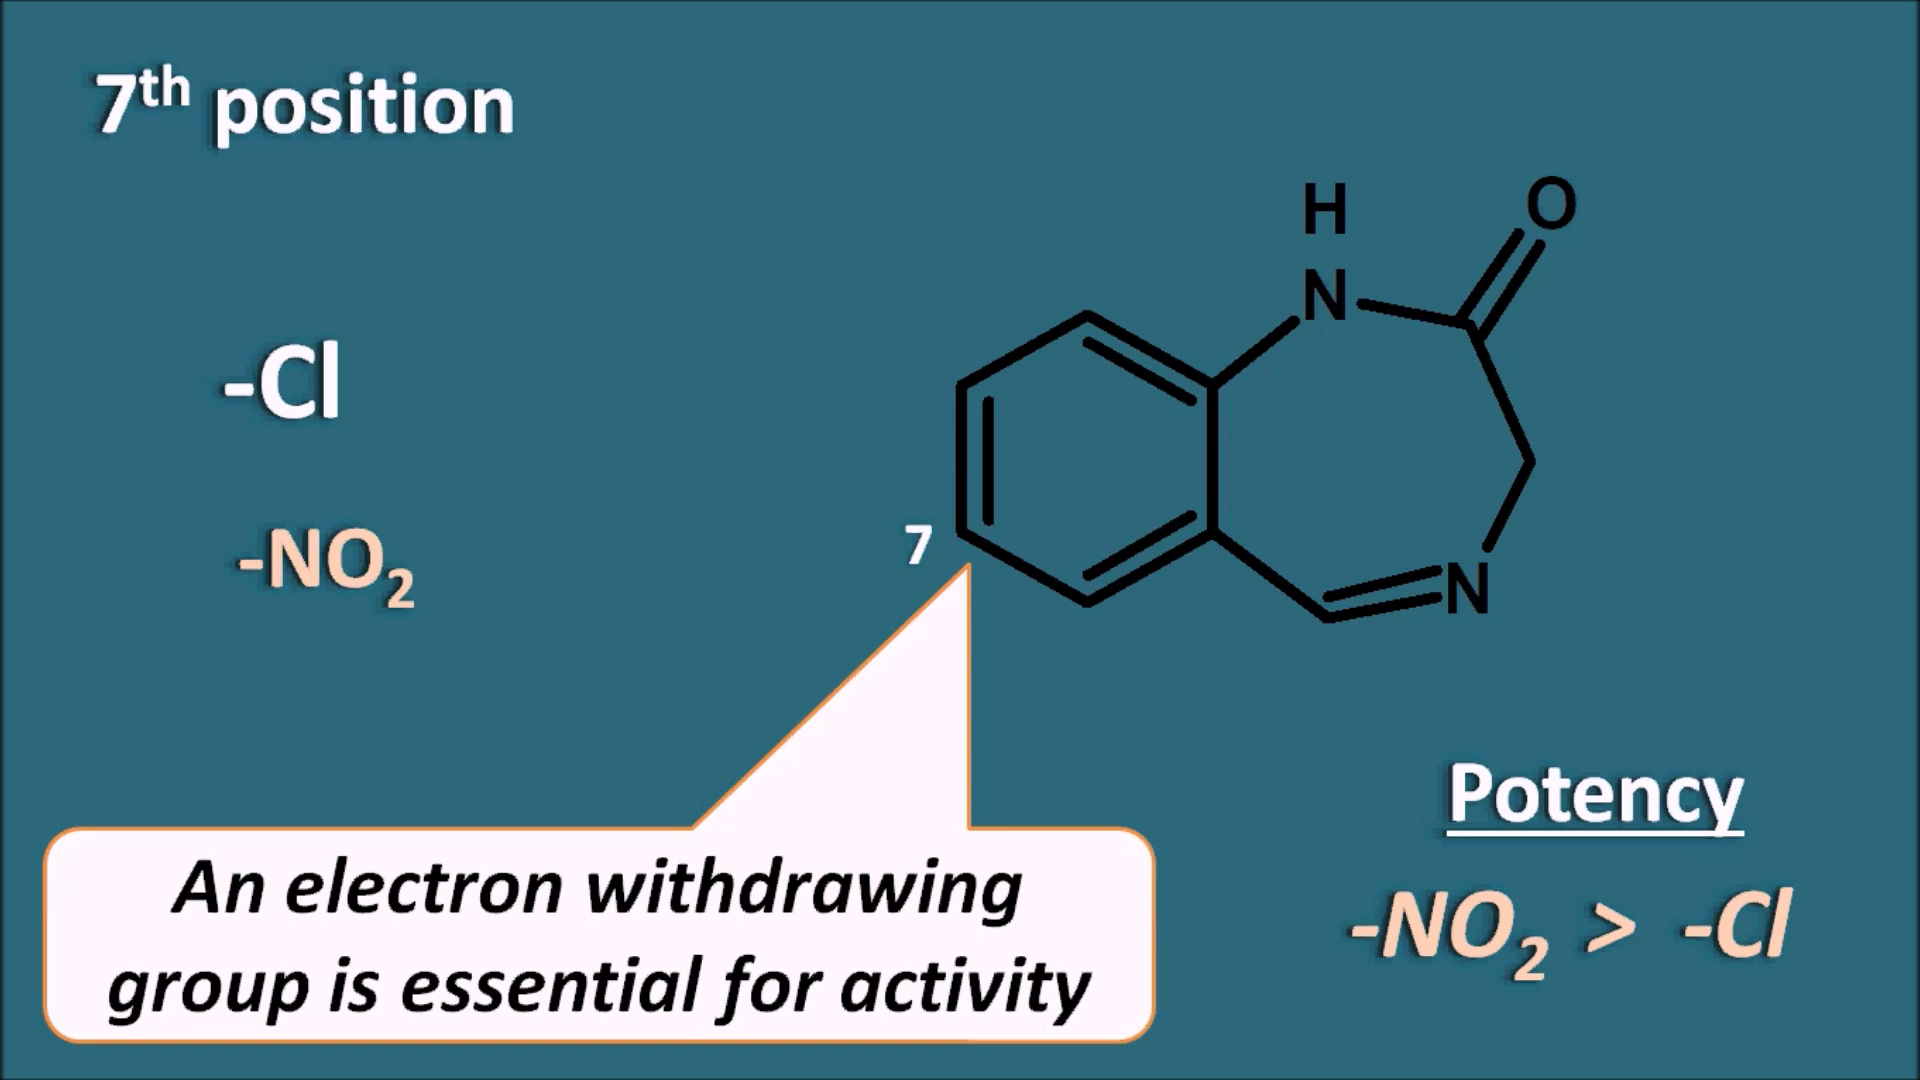 7th position
H
O
N
-Cl
7
-NO2
N
Potency
An electron withdrawing
group is essential for activity
-NO2 > -Cl